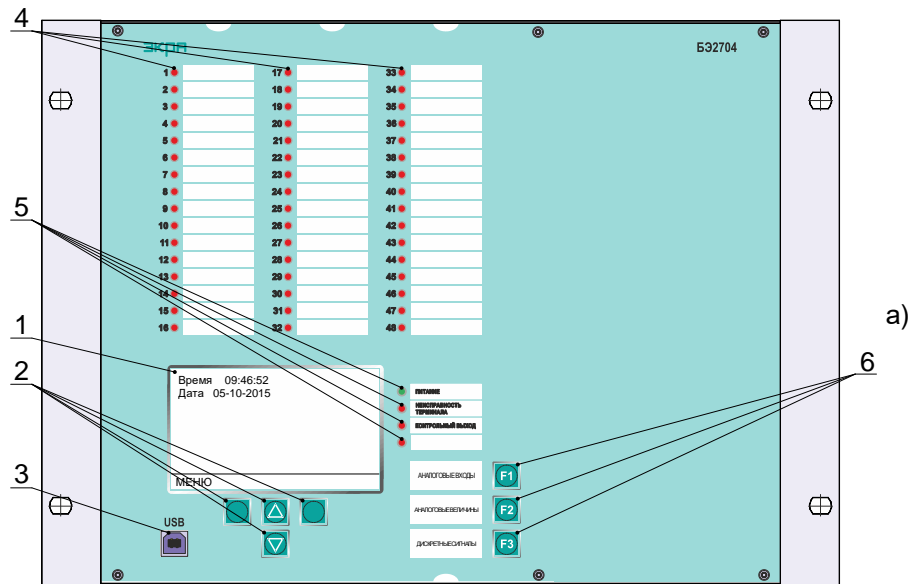 4
экра
БЭ2704
1 17 33
2 18 34
3 19 35
4 20 36
5 21 37
6 22 38
7 23 39
8 24 40
5
9 25 41
10 26 42
11 27 43
12 28 44
13 29 45
14 30 46
15 31 47
16 32 48
а)
1
Время 09:46:52
Дата 05-10-2015
2
6
ПИТАНИЕ
НЕИСПРАВНОСТЬ
ТЕРМИНАЛА
КОНТРОЛЬНЫЙ ВЫХОД
3
МЕНЮ
АНАЛОГОВЫЕ ВХОДЫ F1
АНАЛОГОВЫЕ ВЕЛИЧИНЫ F2
USB
ДИСКРЕТНЫЕ СИГНАЛЫ F3